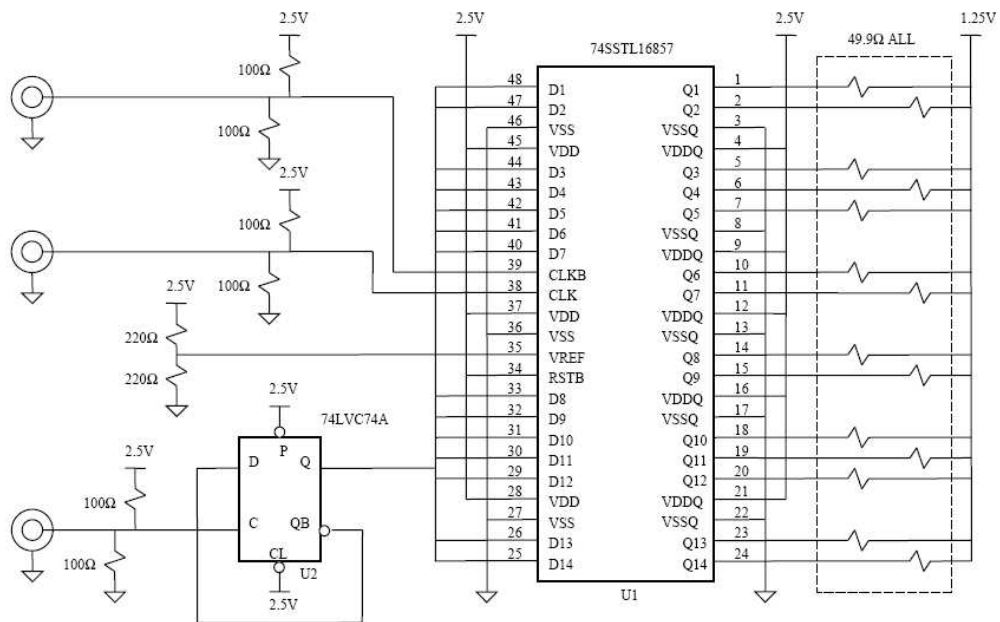 2.5V 2.5V 2.5V 1.25V
74SSTL16857 49.9Ω ALL
100Ω
100Ω
48 D1 Q1 1
47 D2 Q2 2
46 VSS VSSQ 3
45 VDD VDDQ 4
2.5V
44 D3 Q3 5
43 D4 Q4 6
100Ω
42 D5 Q5 7
41 D6 VSSQ 8
40 D7 VDDQ 9
39 CLKB Q6 10
100Ω
38 CLK Q7 11
2.5V
37 VDD VDDQ 12
36 VSS VSSQ 13
220Ω
35 VREF Q8 14
34 RSTB Q9 15
220Ω
33 D8 VDDQ 16
2.5V
74LVC74A
32 D9 VSSQ 17
31 D10 Q10 18
2.5V
P
30 D11 Q11 19
D Q
29 D12 Q12 20
100Ω
28 VDD VDDQ 21
27 VSS VSSQ 22
C QB
26 D13 Q13 23
100Ω
CL
25 D14 Q14 24
U2
U1
2.5V